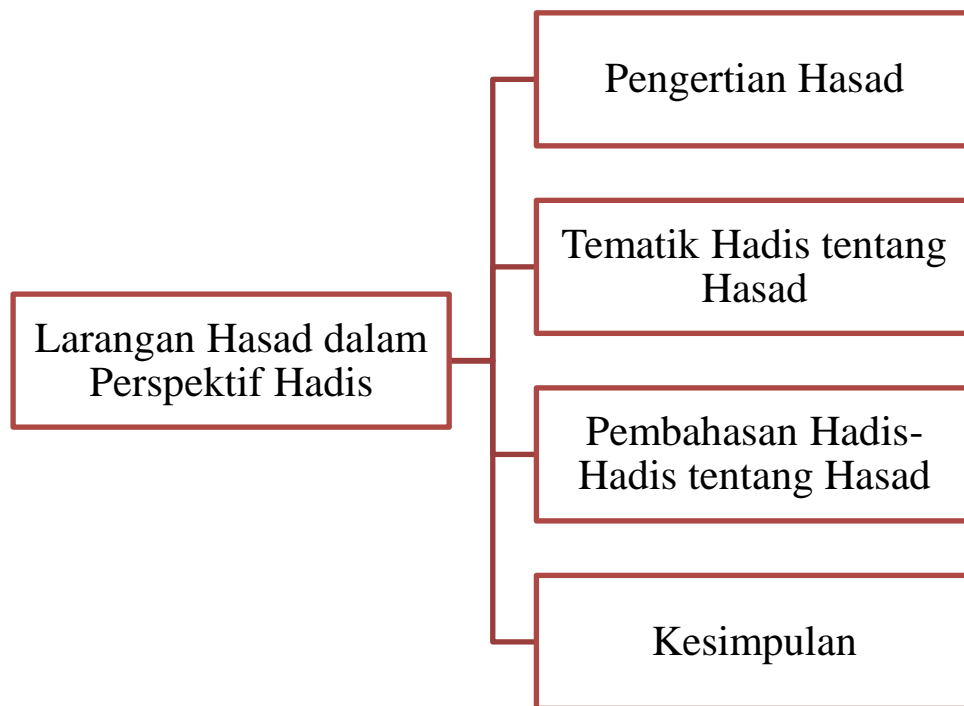 Larangan Hasad dalam
Perspektif Hadis
Pengertian Hasad
Tematik Hadis tentang
Hasad
Pembahasan Hadis-
Hadis tentang Hasad
Kesimpulan